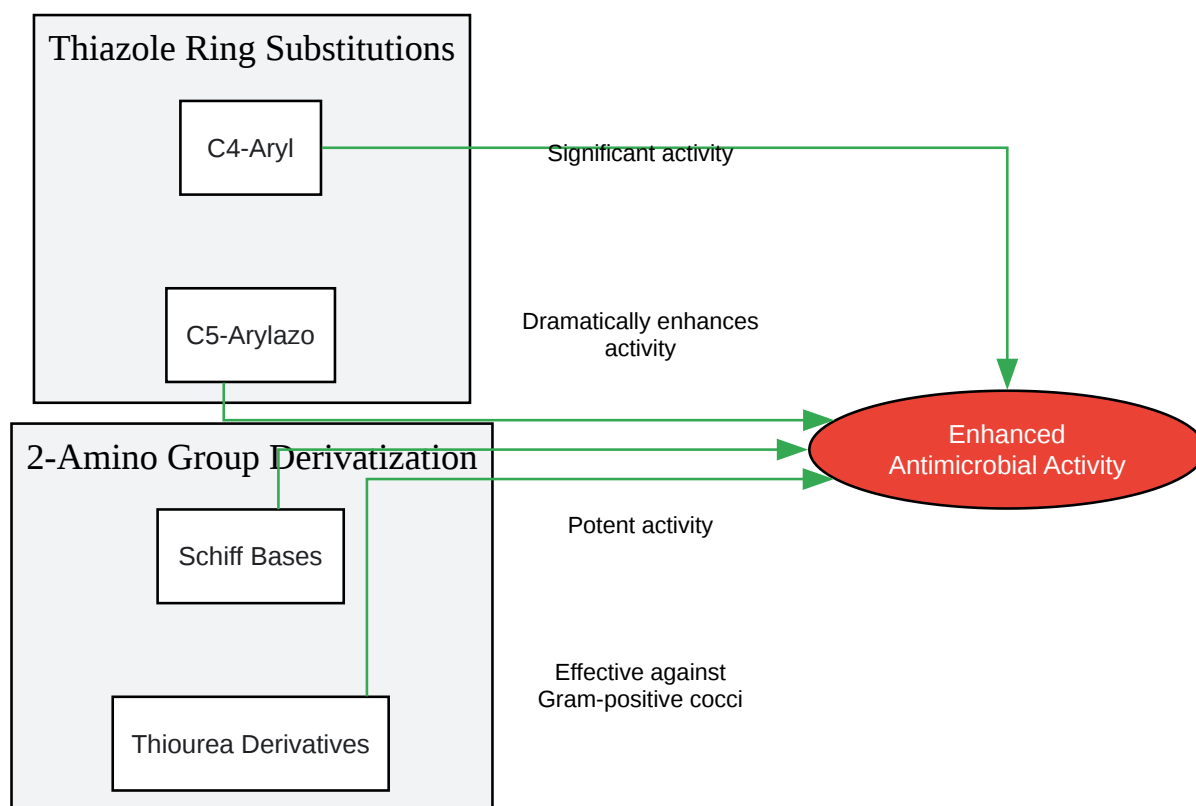 Thiazole Ring Substitutions
C4-Aryl
Significant activity
C5-Arylazo
Dramatically enhances
activity
Enhanced
Antimicrobial Activity
2-Amino Group Derivatization
Schiff Bases
Potent activity
Thiourea Derivatives
Effective against
Gram-positive cocci